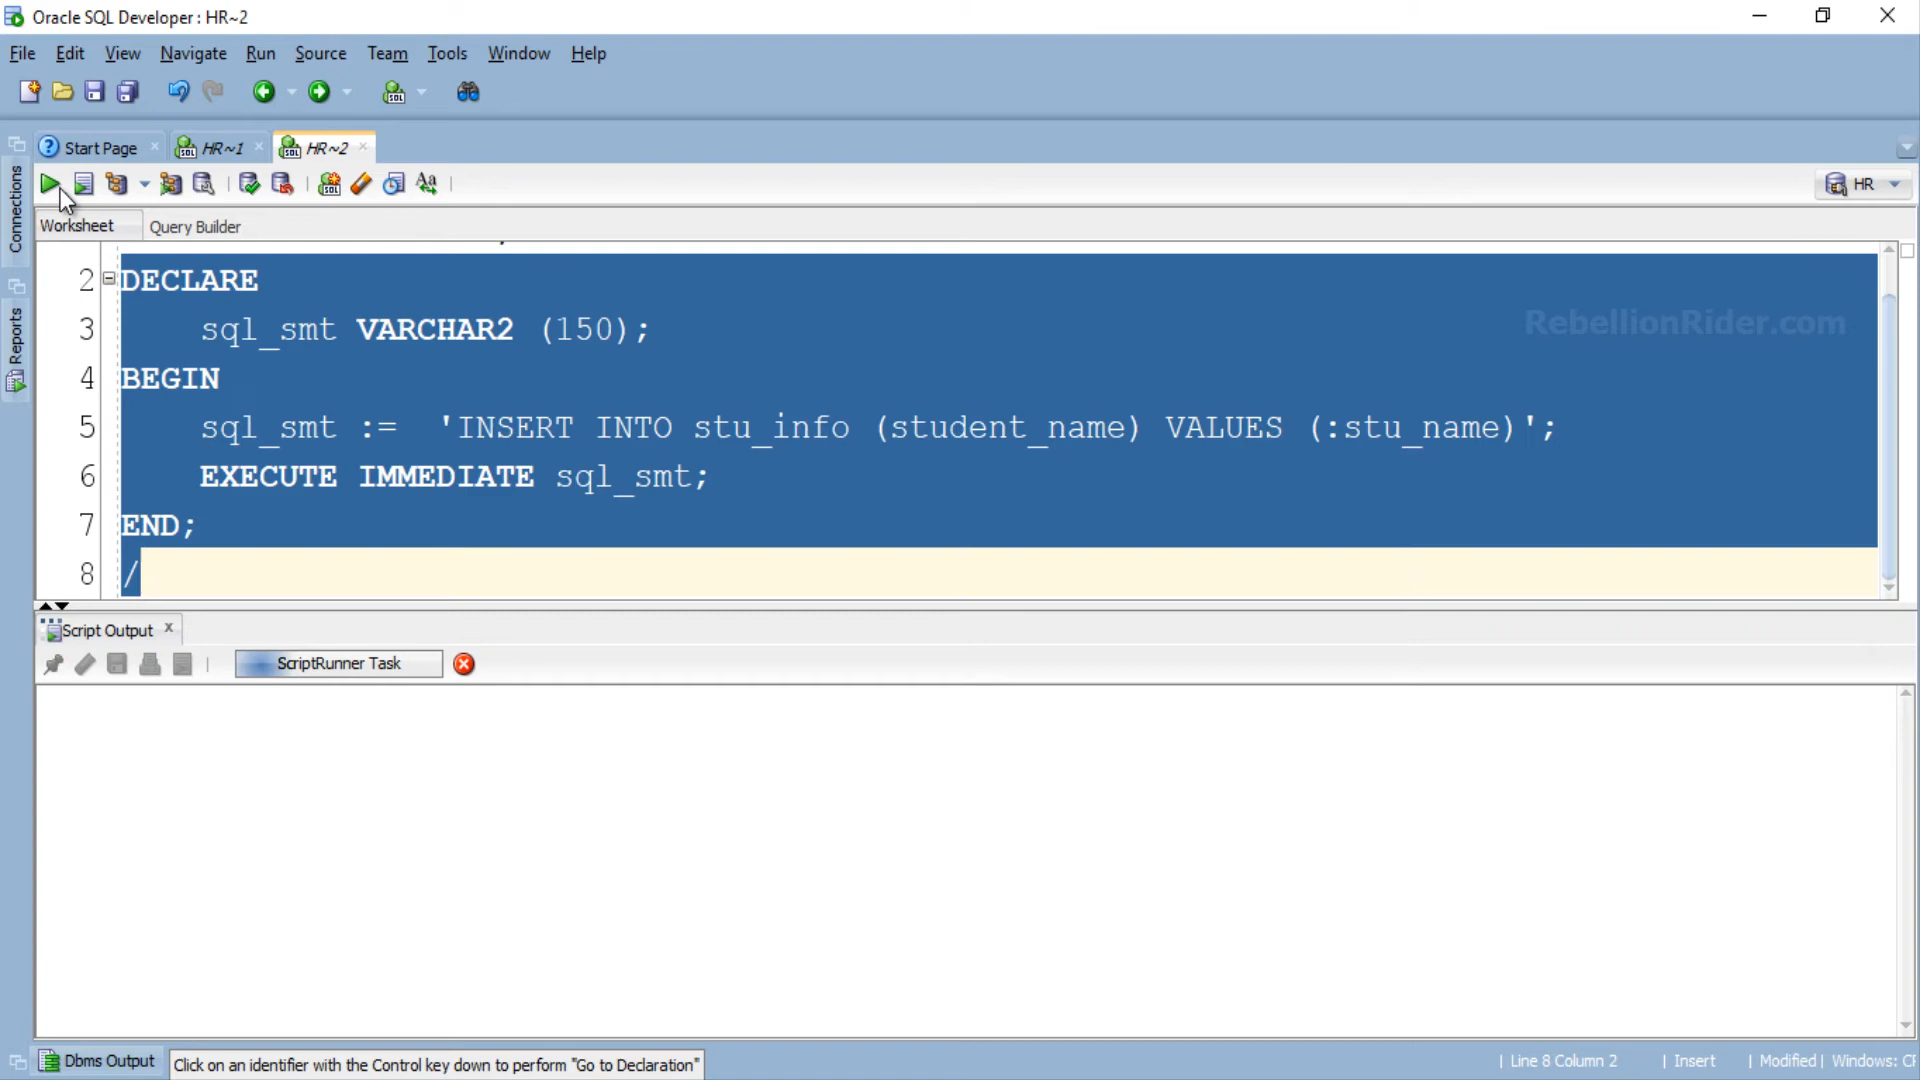 Oracle SQL Developer : HR~2
File Edit View Navigate Run Source Team Tools Window Help
Start Page HR~1 HR~2
HR
Worksheet Query Builder
Connections
Reports
2 DECLARE
3 sql_smt VARCHAR2 (150);
RebellionRider.com
4 BEGIN
5 sql_smt := 'INSERT INTO stu_info (student_name) VALUES (:stu_name)';
6 EXECUTE IMMEDIATE sql_smt;
7 END;
8 /
Script Output x
ScriptRunner Task
Dbms Output
Click on an identifier with the Control key down to perform "Go to Declaration"
| Line 8 Column 2 | Insert | Modified | Windows: